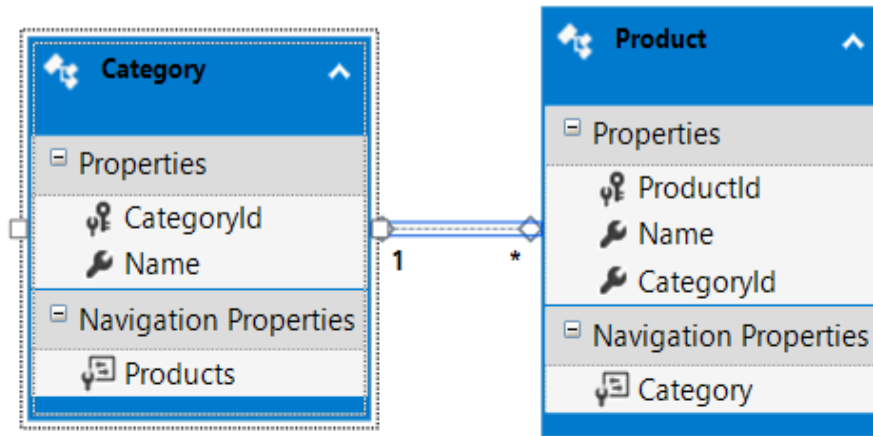 Category
Properties
CategoryId
Name
Navigation Properties
Products
1
*
Product
Properties
ProductId
Name
CategoryId
Navigation Properties
Category